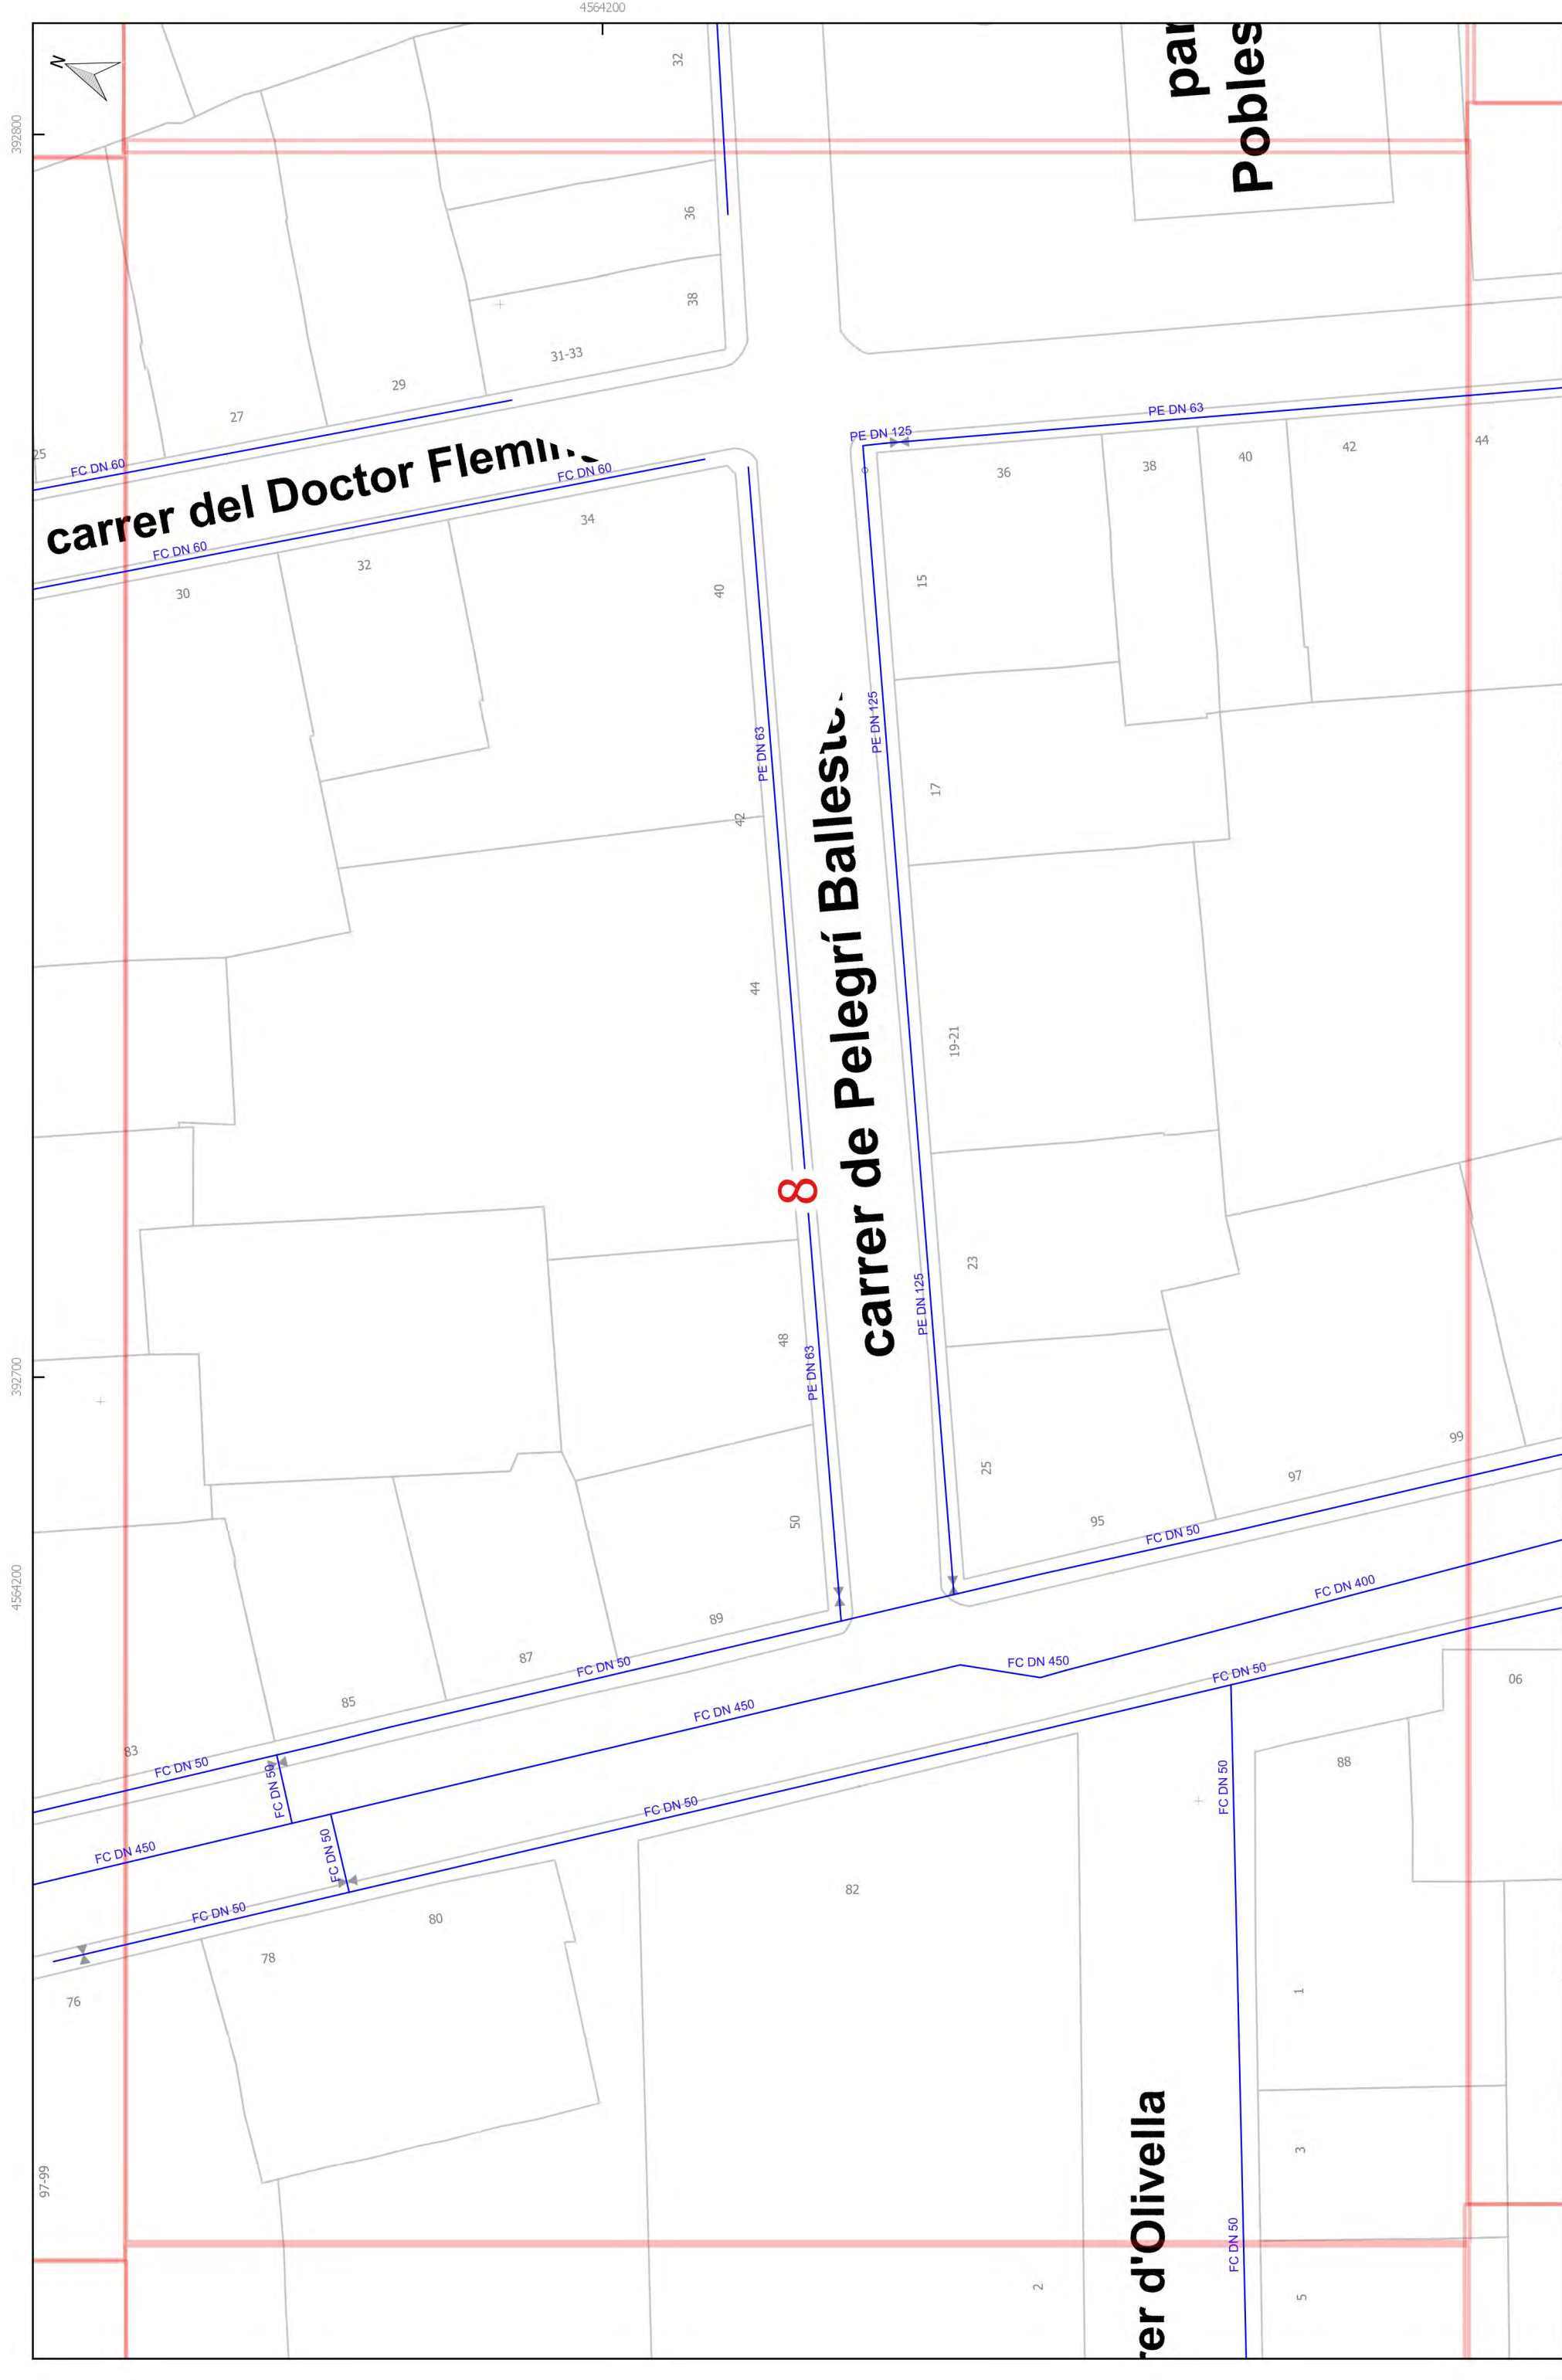 4564200
392800
N
32
par
Pobles
36
38
31-33
29
27
25
FC DN 60
carrer del Doctor Flemin
FC DN 60
FC DN 60
PE DN 125
PE DN 63
36
38
40
42
44
34
32
30
40
15
PE DN 63
PE DN 125
42
17
carrer de Pelegrí Balleste
44
19-21
8
23
PE DN 125
48
PE DN 63
392700
25
50
99
97
95
FC DN 50
4564200
89
87
85
83
FC DN 50
FC DN 400
FC DN 450
FC DN 50
06
FC DN 450
FC DN 50
FC DN 50
FC DN 50
88
FC DN 50
FC DN 450
FC DN 50
82
80
78
FC DN 50
76
1
3
97-99
rer d'Olivella
FC DN 50
2
5